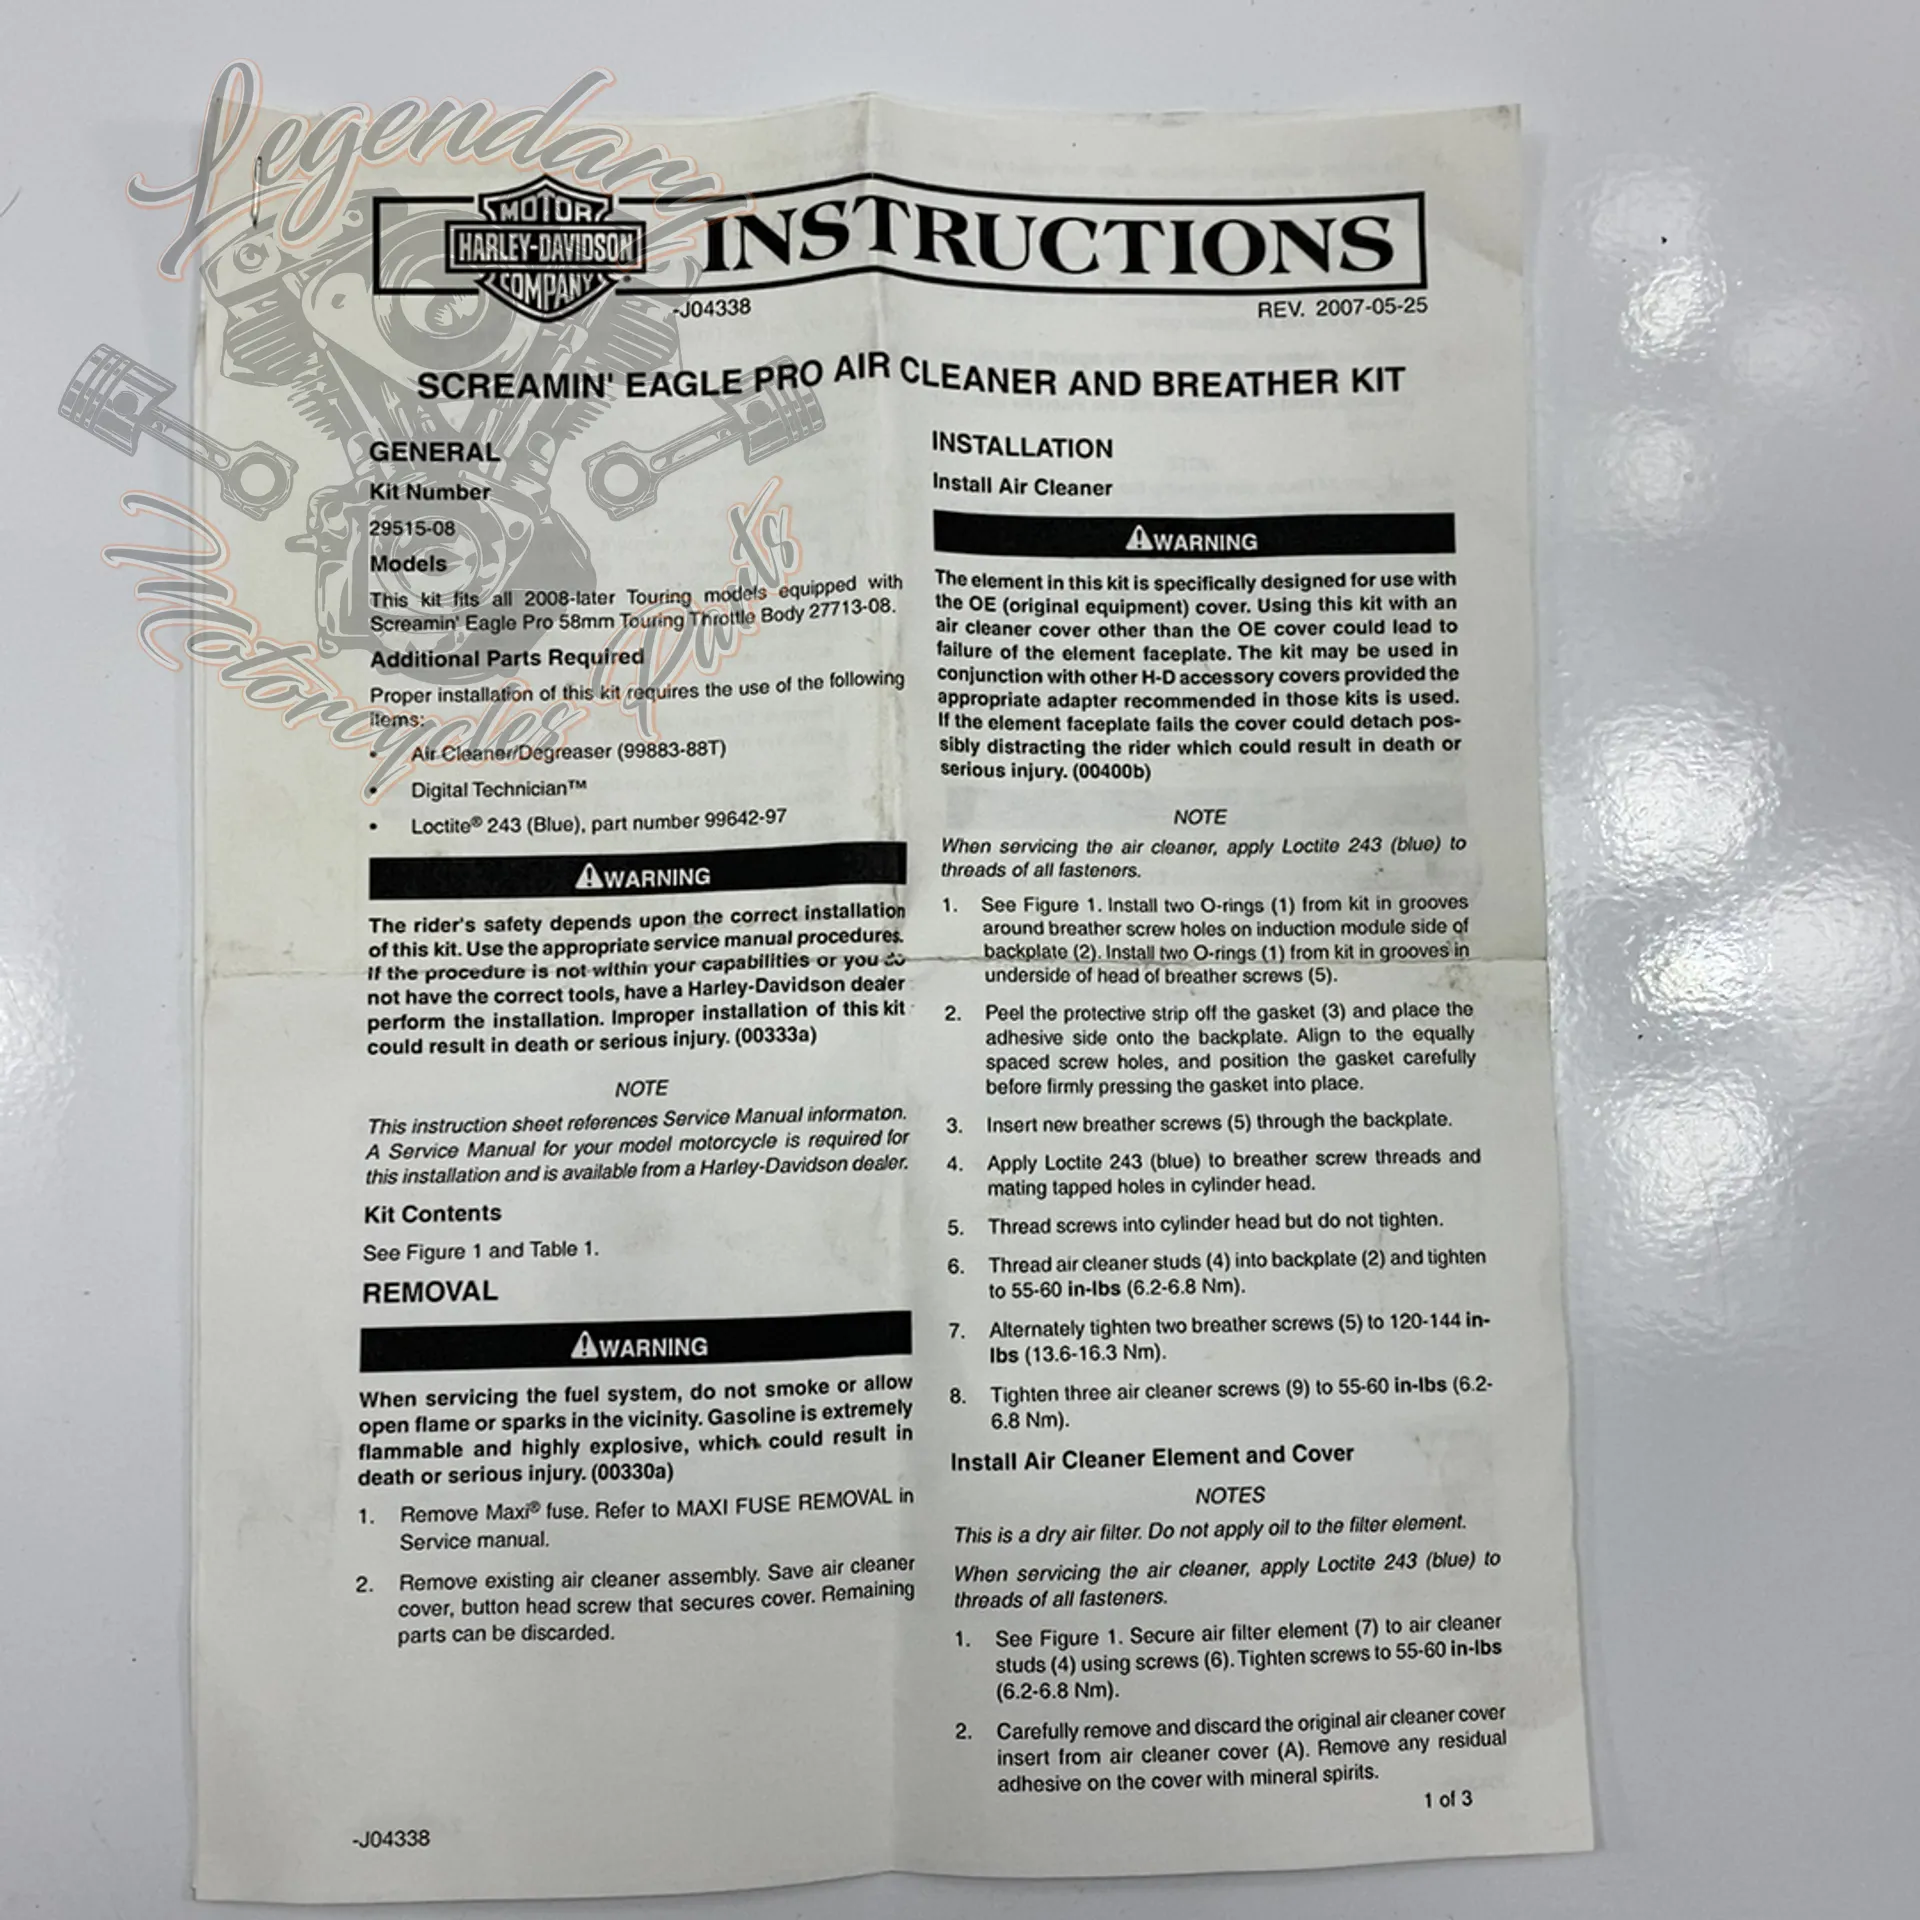 Legendary
Motorcycles Parts
MOTOR
HARLEY-DAVIDSON
COMPANY
INSTRUCTIONS
-J04338
REV. 2007-05-25
SCREAMIN' EAGLE PRO AIR CLEANER AND BREATHER KIT
GENERAL
Kit Number
29515-08
Models
This kit fits all 2008-later Touring models equipped with
Screamin' Eagle Pro 58mm Touring Throttle Body 27713-08.
Additional Parts Required
Proper installation of this kit requires the use of the following
items:
• Air Cleaner/Degreaser (99883-88T)
• Digital Technician™
• Loctite® 243 (Blue), part number 99642-97
⚠WARNING
The rider's safety depends upon the correct installation
of this kit. Use the appropriate service manual procedures.
If the procedure is not within your capabilities or you do
not have the correct tools, have a Harley-Davidson dealer
perform the installation. Improper installation of this kit
could result in death or serious injury. (00333a)
NOTE
This instruction sheet references Service Manual informaton.
A Service Manual for your model motorcycle is required for
this installation and is available from a Harley-Davidson dealer.
Kit Contents
See Figure 1 and Table 1.
REMOVAL
⚠WARNING
When servicing the fuel system, do not smoke or allow
open flame or sparks in the vicinity. Gasoline is extremely
flammable and highly explosive, which could result in
death or serious injury. (00330a)
1. Remove Maxi® fuse. Refer to MAXI FUSE REMOVAL in
Service manual.
2. Remove existing air cleaner assembly. Save air cleaner
cover, button head screw that secures cover. Remaining
parts can be discarded.
-J04338
INSTALLATION
Install Air Cleaner
⚠WARNING
The element in this kit is specifically designed for use with
the OE (original equipment) cover. Using this kit with an
air cleaner cover other than the OE cover could lead to
failure of the element faceplate. The kit may be used in
conjunction with other H-D accessory covers provided the
appropriate adapter recommended in those kits is used.
If the element faceplate fails the cover could detach pos-
sibly distracting the rider which could result in death or
serious injury. (00400b)
NOTE
When servicing the air cleaner, apply Loctite 243 (blue) to
threads of all fasteners.
1. See Figure 1. Install two O-rings (1) from kit in grooves
around breather screw holes on induction module side of
backplate (2). Install two O-rings (1) from kit in grooves in
underside of head of breather screws (5).
2. Peel the protective strip off the gasket (3) and place the
adhesive side onto the backplate. Align to the equally
spaced screw holes, and position the gasket carefully
before firmly pressing the gasket into place.
3. Insert new breather screws (5) through the backplate.
4. Apply Loctite 243 (blue) to breather screw threads and
mating tapped holes in cylinder head.
5. Thread screws into cylinder head but do not tighten.
6. Thread air cleaner studs (4) into backplate (2) and tighten
to 55-60 in-lbs (6.2-6.8 Nm).
7. Alternately tighten two breather screws (5) to 120-144 in-
lbs (13.6-16.3 Nm).
8. Tighten three air cleaner screws (9) to 55-60 in-lbs (6.2-
6.8 Nm).
Install Air Cleaner Element and Cover
NOTES
This is a dry air filter. Do not apply oil to the filter element.
When servicing the air cleaner, apply Loctite 243 (blue) to
threads of all fasteners.
1. See Figure 1. Secure air filter element (7) to air cleaner
studs (4) using screws (6). Tighten screws to 55-60 in-lbs
(6.2-6.8 Nm).
2. Carefully remove and discard the original air cleaner cover
insert from air cleaner cover (A). Remove any residual
adhesive on the cover with mineral spirits.
1 of 3